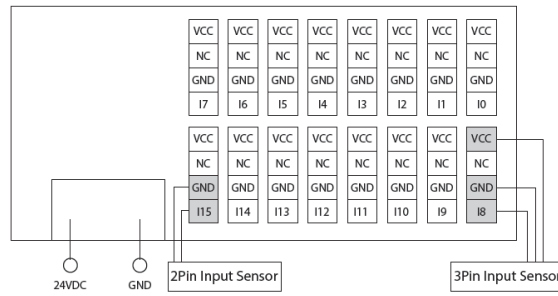 VCC VCC VCC VCC VCC VCC VCC VCC
NC NC NC NC NC NC NC NC
GND GND GND GND GND GND GND GND
I7 I6 I5 I4 I3 I2 I1 I0
VCC VCC VCC VCC VCC VCC VCC VCC
NC NC NC NC NC NC NC NC
GND GND GND GND GND GND GND GND
I15 I14 I13 I12 I11 I10 I9 I8
24VDC GND 2Pin Input Sensor 3Pin Input Sensor